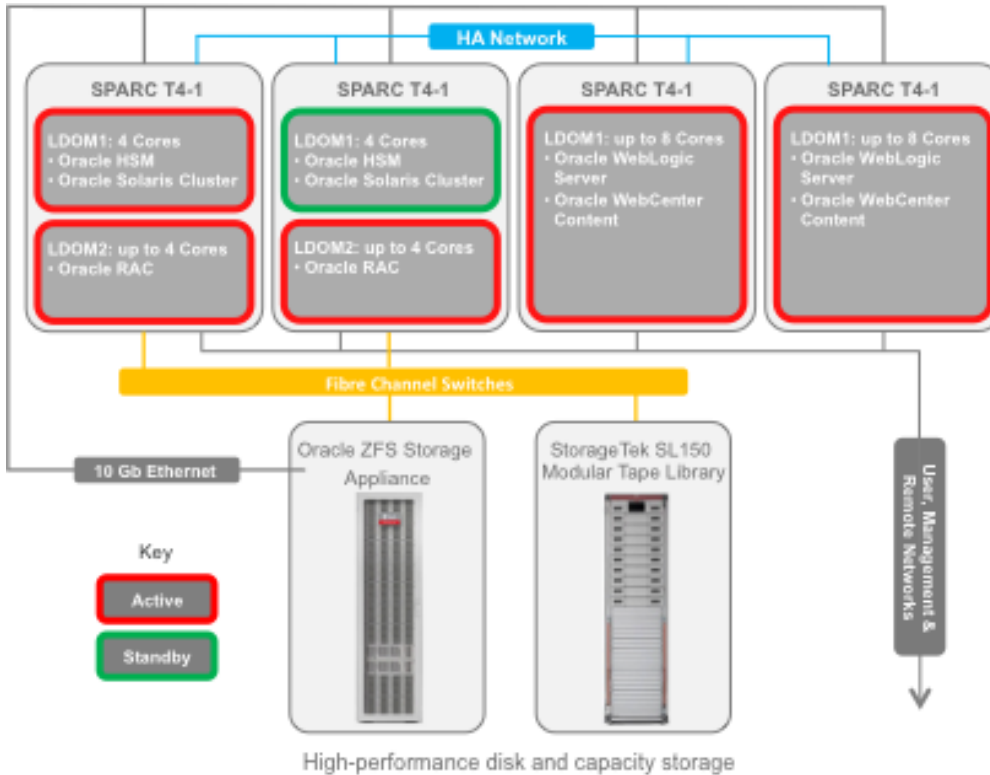 HA Network
SPARC T4-1
LDOM1: 4 Cores
• Oracle HSM
• Oracle Solaris Cluster
LDOM2: up to 4 Cores
• Oracle RAC
SPARC T4-1
LDOM1: 4 Cores
• Oracle HSM
• Oracle Solaris Cluster
LDOM2: up to 4 Cores
• Oracle RAC
SPARC T4-1
LDOM1: up to 8 Cores
• Oracle WebLogic
Server
• Oracle WebCenter
Content
SPARC T4-1
LDOM1: up to 8 Cores
• Oracle WebLogic
Server
• Oracle WebCenter
Content
Fibre Channel Switches
10 Gb Ethernet
Oracle ZFS Storage
Appliance
StorageTek SL150
Modular Tape Library
User, Management &
Remote Networks
Key
Active
Standby
High-performance disk and capacity storage